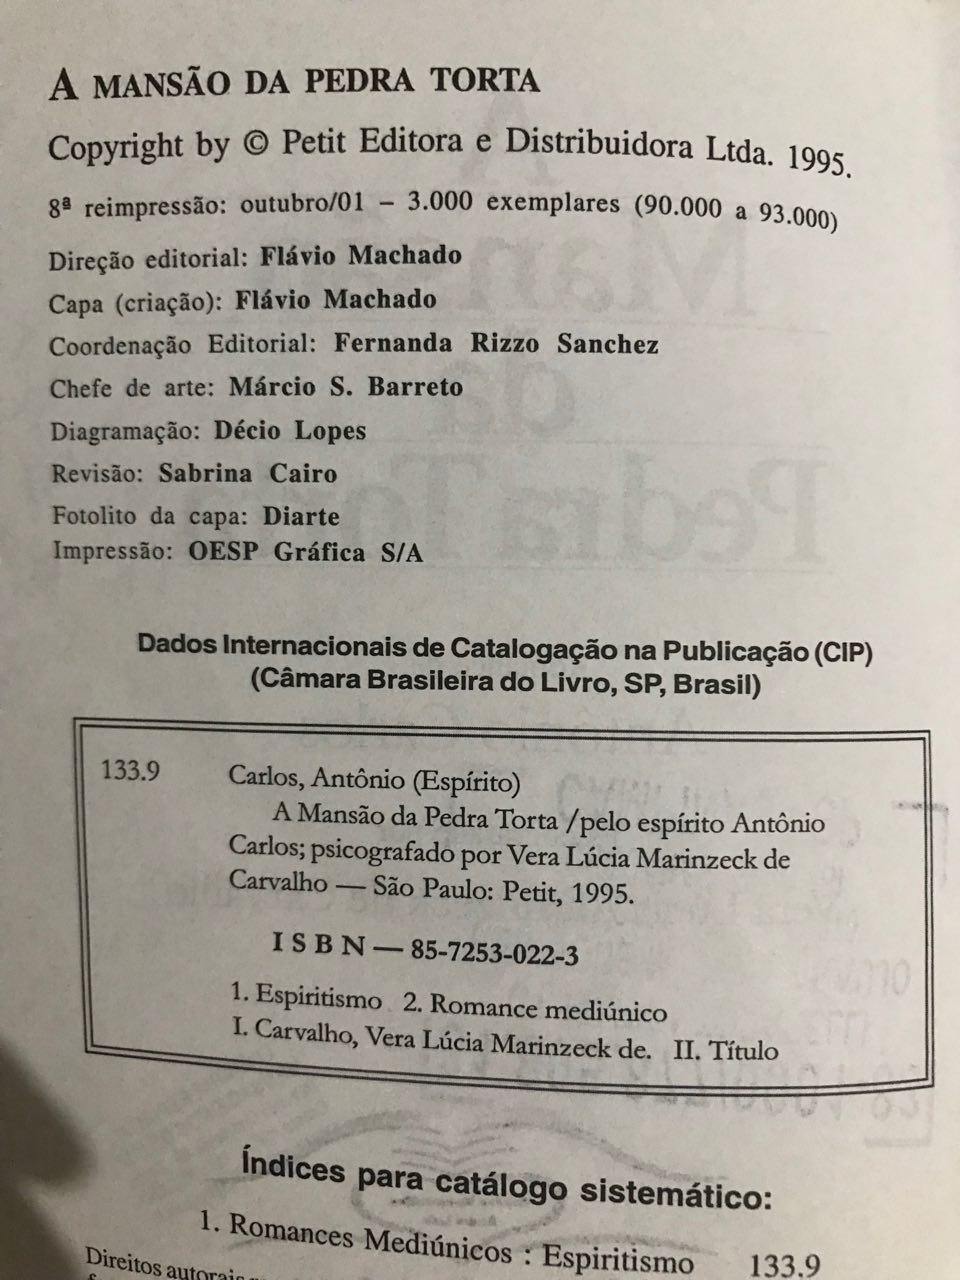 A MANSÃO DA PEDRA TORTA
Copyright by © Petit Editora e Distribuidora Ltda. 1995.
8ª reimpressão: outubro/01 – 3.000 exemplares (90.000 a 93.000)
Direção editorial: Flávio Machado
Capa (criação): Flávio Machado
Coordenação Editorial: Fernanda Rizzo Sanchez
Chefe de arte: Márcio S. Barreto
Diagramação: Décio Lopes
Revisão: Sabrina Cairo
Fotolito da capa: Diarte
Impressão: OESP Gráfica S/A
Dados Internacionais de Catalogação na Publicação (CIP)
(Câmara Brasileira do Livro, SP, Brasil)
133.9 Carlos, Antônio (Espírito)
A Mansão da Pedra Torta /pelo espírito Antônio
Carlos; psicografado por Vera Lúcia Marinzeck de
Carvalho — São Paulo: Petit, 1995.
I S B N — 85-7253-022-3
1. Espiritismo 2. Romance mediúnico
I. Carvalho, Vera Lúcia Marinzeck de. II. Título
Índices para catálogo sistemático:
1. Romances Mediúnicos : Espiritismo 133.9
Direitos autorais